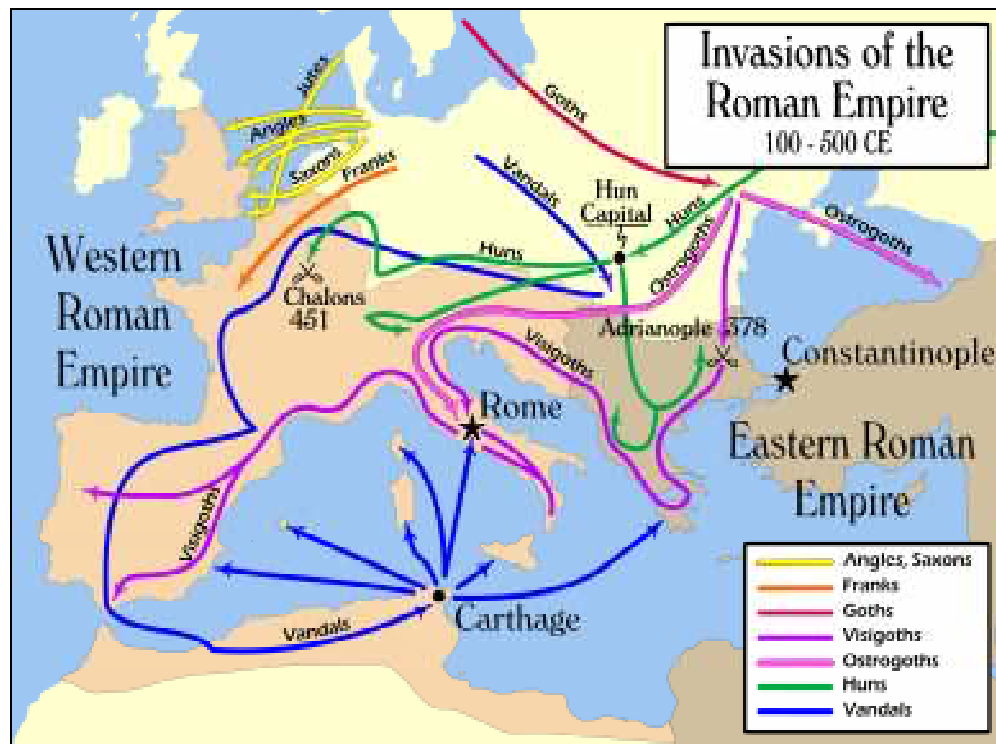 Invasions of the
Roman Empire
100 - 500 CE
Jutes
Angles
Saxons
Franks
Goths
Vandals
Hun
Capital
Huns
Ostrogoths
Ostrogoths
Huns
Western
Roman
Empire
Chalons
451
Adrianople 378
Visigoths
Constantinople
Rome
Eastern Roman
Empire
Visigoths
Carthage
Vandals
Angles, Saxons
Franks
Goths
Visigoths
Ostrogoths
Huns
Vandals